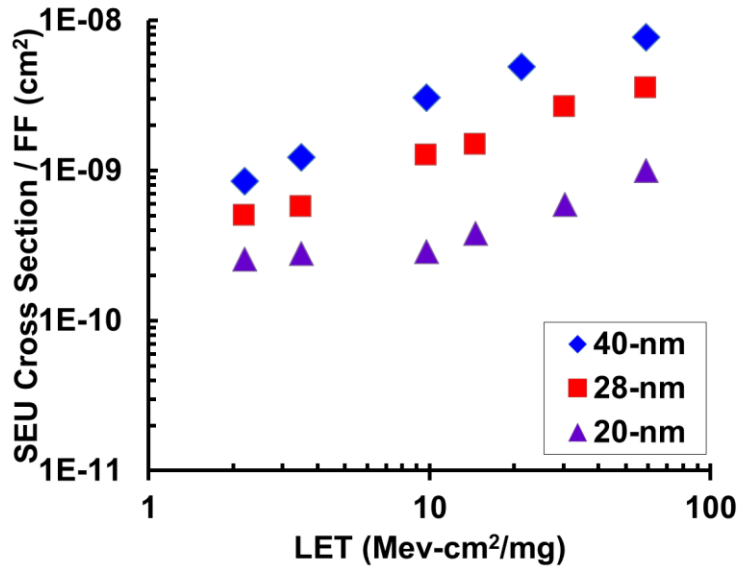 SEU Cross Section / FF (cm²)
1E-08
1E-09
1E-10
1E-11
40-nm
28-nm
20-nm
1
10
100
LET (Mev-cm²/mg)